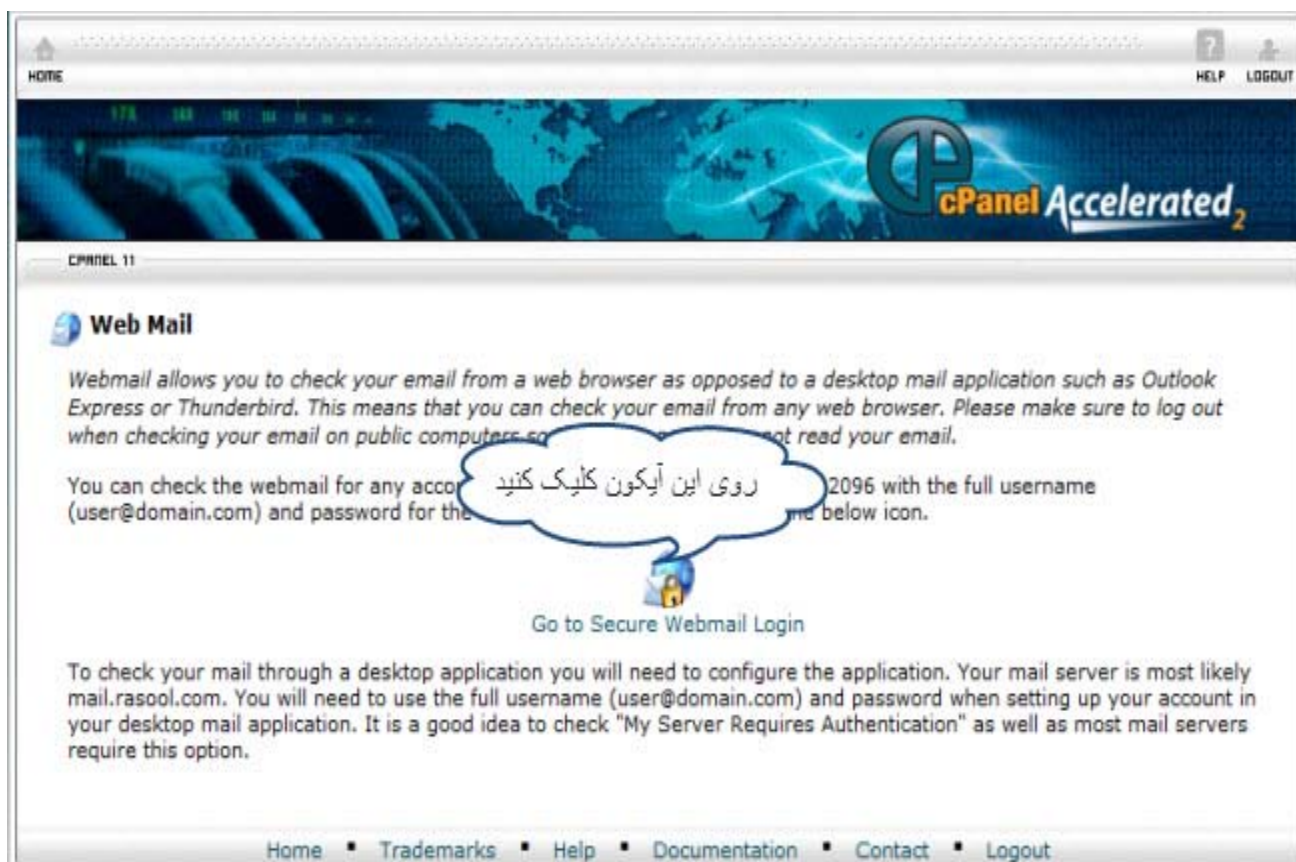 HOME
HELP LOGOUT
cPanel Accelerated2
CPANEL 11
Web Mail
Webmail allows you to check your email from a web browser as opposed to a desktop mail application such as Outlook
Express or Thunderbird. This means that you can check your email from any web browser. Please make sure to log out
when checking your email on public computers not read your email.
روی این آیکون کلیک کنید
You can check the webmail for any 2096 with the full username
(user@domain.com) and password for the below icon.
Go to Secure Webmail Login
To check your mail through a desktop application you will need to configure the application. Your mail server is most likely
mail.rasool.com. You will need to use the full username (user@domain.com) and password when setting up your account in
your desktop mail application. It is a good idea to check "My Server Requires Authentication" as well as most mail servers
require this option.
Home ▪ Trademarks ▪ Help ▪ Documentation ▪ Contact ▪ Logout